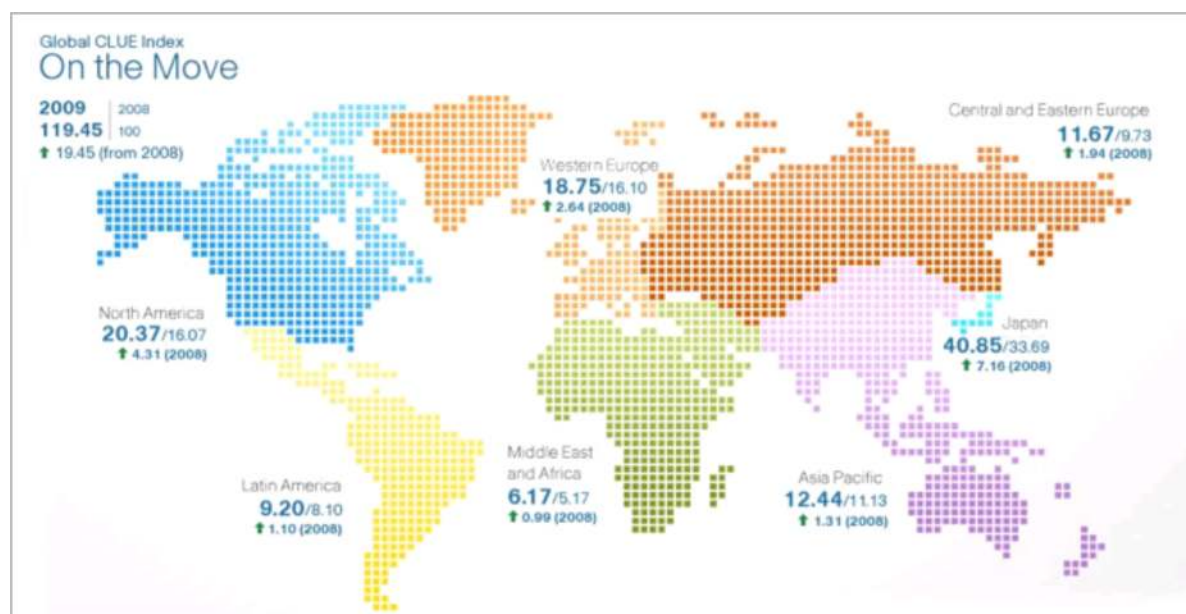 Global CLUE Index
On the Move
2009 2008
119.45 100
⬆ 19.45 (from 2008)
Central and Eastern Europe
11.67/9.73
⬆ 1.94 (2008)
Western Europe
18.75/16.10
⬆ 2.64 (2008)
North America
20.37/16.07
⬆ 4.31 (2008)
Japan
40.85/33.69
⬆ 7.16 (2008)
Middle East
and Africa
6.17/5.17
⬆ 0.99 (2008)
Latin America
9.20/8.10
⬆ 1.10 (2008)
Asia Pacific
12.44/11.13
⬆ 1.31 (2008)